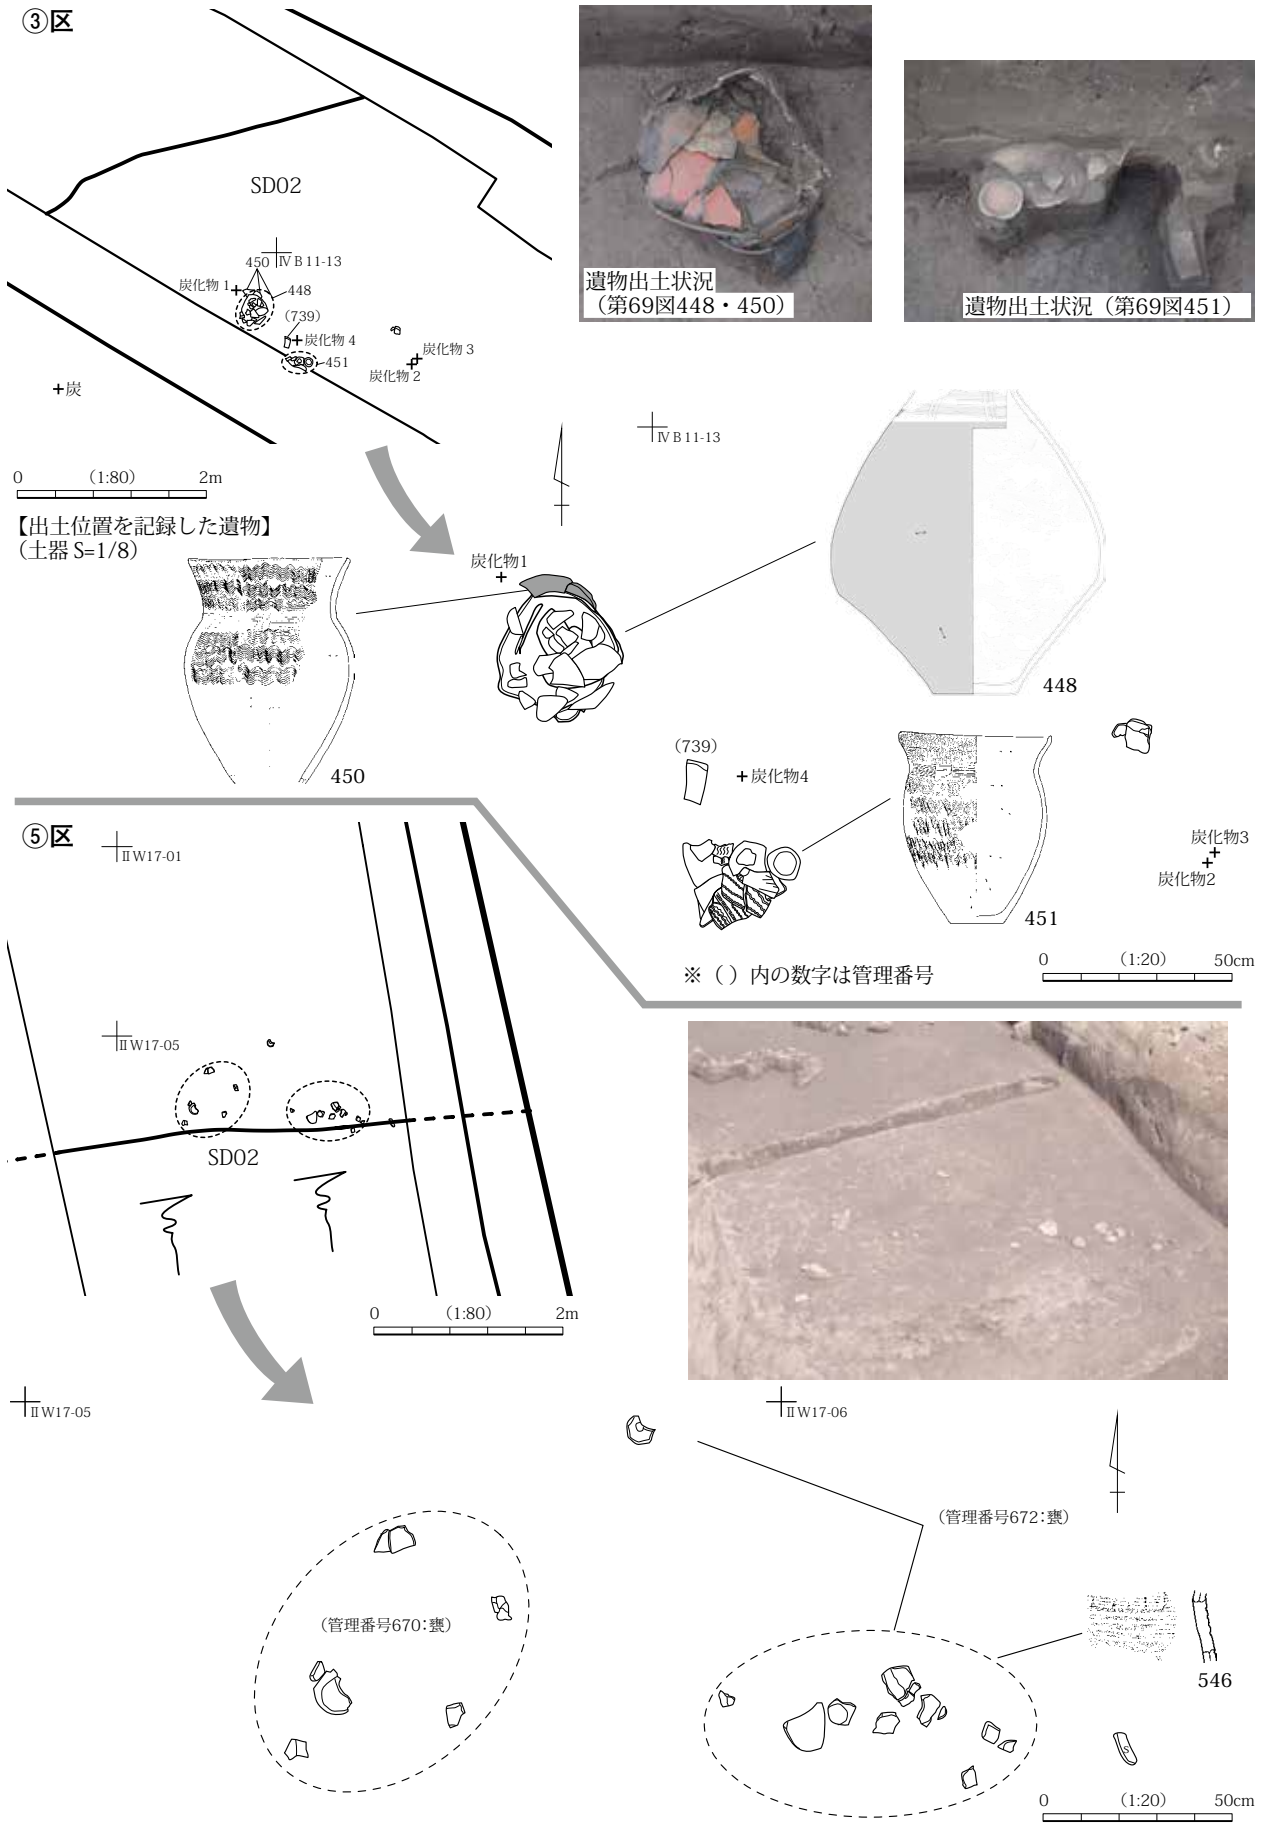 ③区
SD02
450
ⅣB11-13
炭化物1
448
(739)
炭化物4
451
炭化物3
炭化物2
炭
0 (1:80) 2m
遺物出土状況
(第69図448・450)
遺物出土状況(第69図451)
ⅣB11-13
【出土位置を記録した遺物】
(土器 S=1/8)
炭化物1
450
448
(739)
炭化物4
451
炭化物3
炭化物2
※( )内の数字は管理番号
0 (1:20) 50cm
⑤区
ⅡW17-01
ⅡW17-05
SD02
0 (1:80) 2m
ⅡW17-05
ⅡW17-06
(管理番号672:甕)
(管理番号670:甕)
546
S
0 (1:20) 50cm